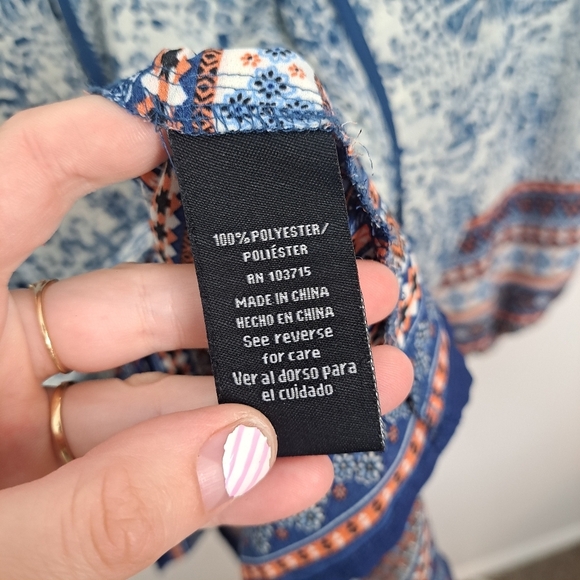 100% POLYESTER/
POLIÉSTER
RN 103715
MADE IN CHINA
HECHO EN CHINA
See reverse
for care
Ver al dorso para
el cuidado